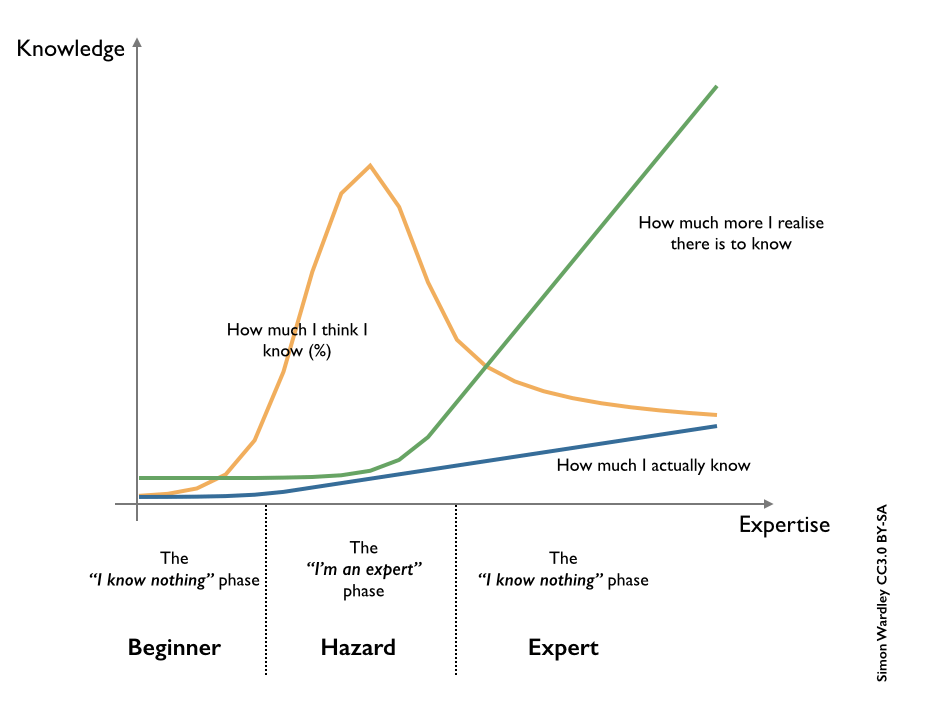 Knowledge
How much more I realise
there is to know
How much I think I
know (%)
How much I actually know
Expertise
The
“I know nothing” phase
The
“I’m an expert”
phase
The
“I know nothing” phase
Beginner
Hazard
Expert
Simon Wardley CC3.0 BY-SA